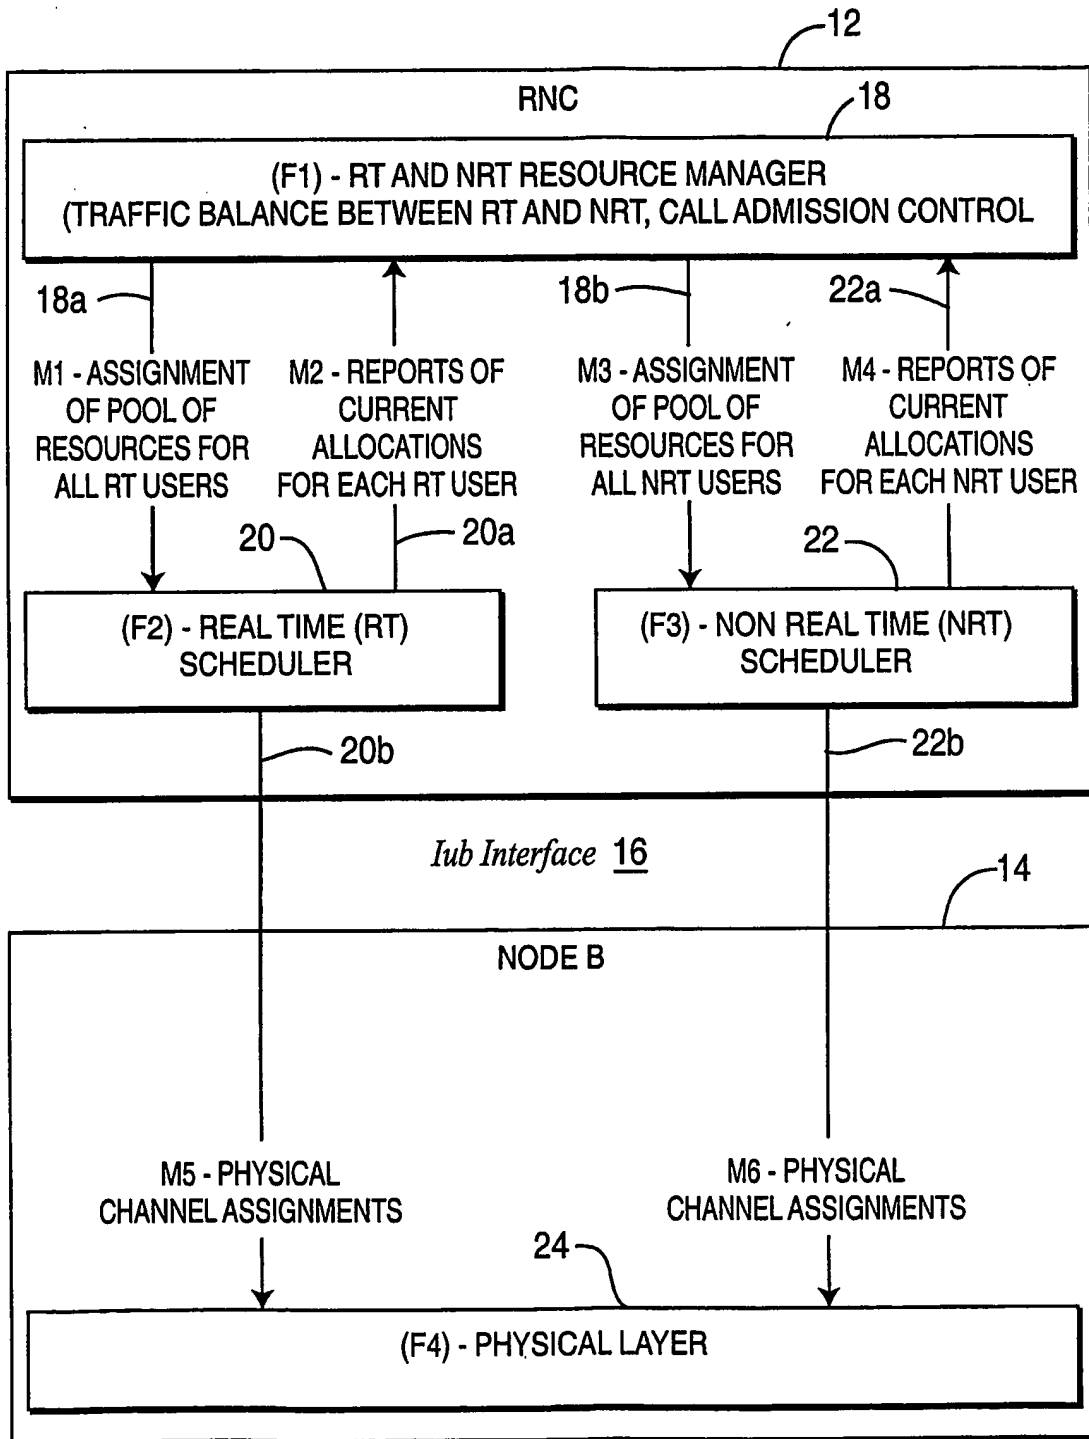 12
RNC
18
(F1) - RT AND NRT RESOURCE MANAGER
(TRAFFIC BALANCE BETWEEN RT AND NRT, CALL ADMISSION CONTROL
18a
18b
22a
M1 - ASSIGNMENT
OF POOL OF
RESOURCES FOR
ALL RT USERS
M2 - REPORTS OF
CURRENT
ALLOCATIONS
FOR EACH RT USER
M3 - ASSIGNMENT
OF POOL OF
RESOURCES FOR
ALL NRT USERS
M4 - REPORTS OF
CURRENT
ALLOCATIONS
FOR EACH NRT USER
20
20a
22
(F2) - REAL TIME (RT)
SCHEDULER
(F3) - NON REAL TIME (NRT)
SCHEDULER
20b
22b
Iub Interface 16
14
NODE B
M5 - PHYSICAL
CHANNEL ASSIGNMENTS
M6 - PHYSICAL
CHANNEL ASSIGNMENTS
24
(F4) - PHYSICAL LAYER